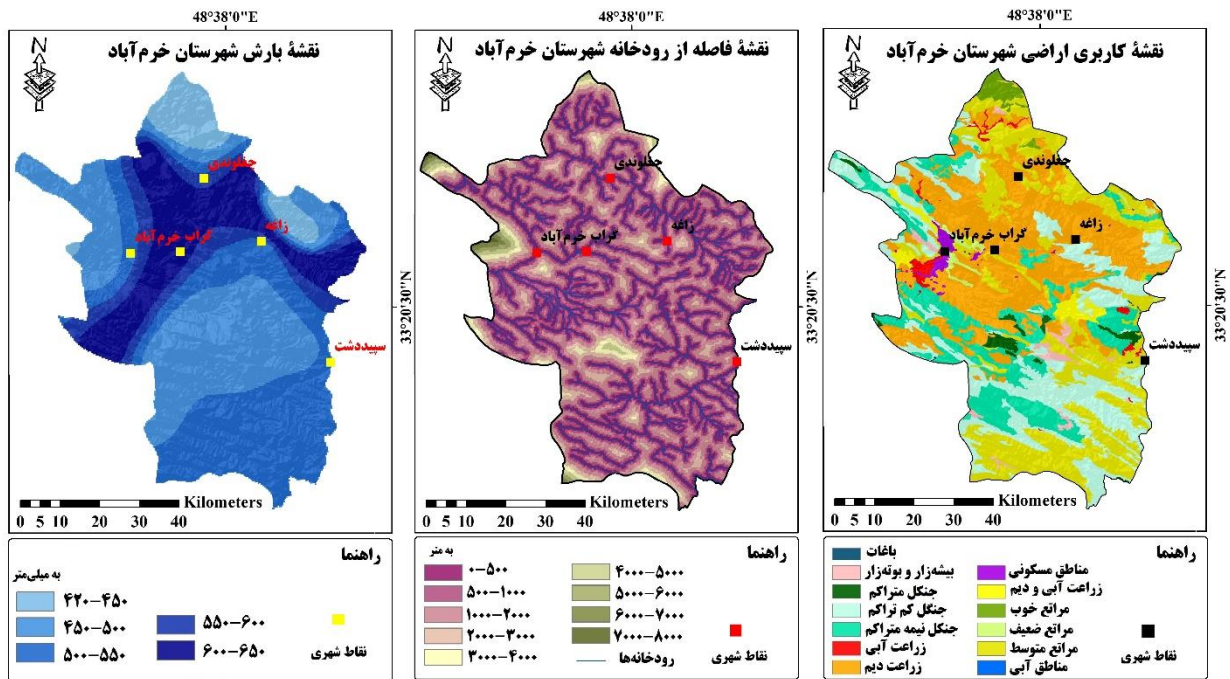 48°38'0"E
48°38'0"E
48°38'0"E
نقشهٔ بارش شهرستان خرم‌آباد
N
چغلوندی
زاغه
گراب خرم‌آباد
سپیددشت
Kilometers
0 5 10 20 30 40
نقشهٔ فاصله از رودخانه شهرستان خرم‌آباد
N
چغلوندی
زاغه
گراب خرم‌آباد
سپیددشت
Kilometers
0 5 10 20 30 40
نقشهٔ کاربری اراضی شهرستان خرم‌آباد
N
چغلوندی
زاغه
گراب خرم‌آباد
سپیددشت
Kilometers
0 5 10 20 30 40
33°20'30"N
33°20'30"N
راهنما
به میلی‌متر
۴۲۰-۴۵۰
۴۵۰-۵۰۰
۵۰۰-۵۵۰
۵۵۰-۶۰۰
۶۰۰-۶۵۰
نقاط شهری
راهنما
به متر
۰-۵۰۰
۵۰۰-۱۰۰۰
۱۰۰۰-۲۰۰۰
۲۰۰۰-۳۰۰۰
۳۰۰۰-۴۰۰۰
۴۰۰۰-۵۰۰۰
۵۰۰۰-۶۰۰۰
۶۰۰۰-۷۰۰۰
۷۰۰۰-۸۰۰۰
رودخانه‌ها
نقاط شهری
راهنما
باغات
بیشه‌زار و بوته‌زار
جنگل متراکم
جنگل کم تراکم
جنگل نیمه متراکم
زراعت آبی
زراعت دیم
مناطق مسکونی
زراعت آبی و دیم
مراتع خوب
مراتع ضعیف
مراتع متوسط
مناطق آبی
نقاط شهری